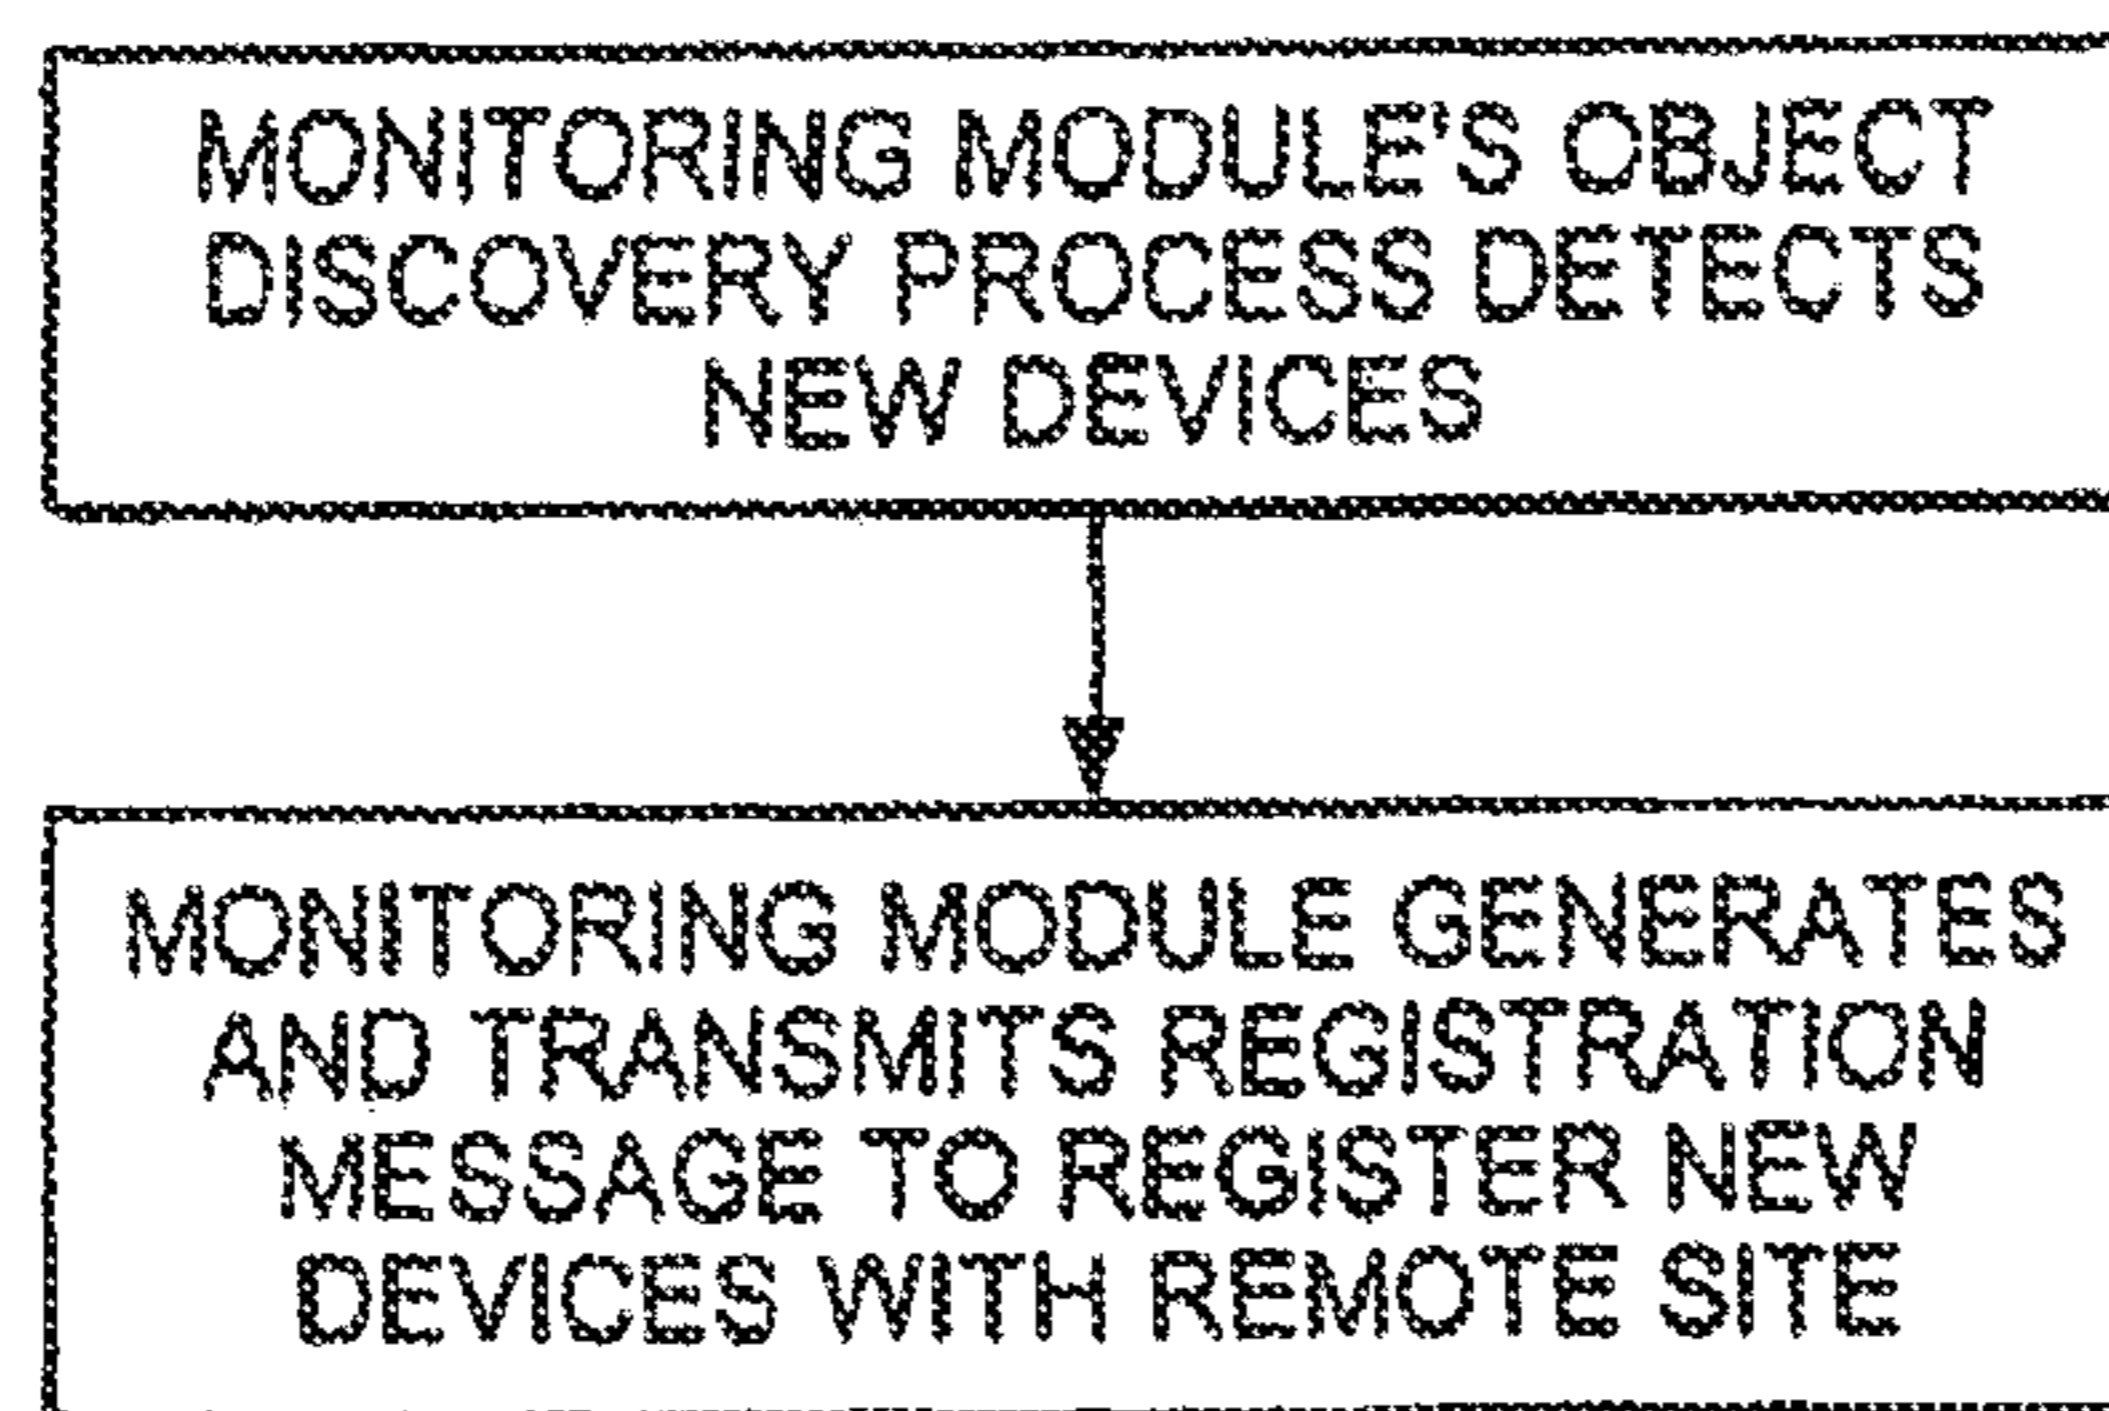 MONITORING MODULE'S OBJECT
DISCOVERY PROCESS DETECTS
NEW DEVICES
MONITORING MODULE GENERATES
AND TRANSMITS REGISTRATION
MESSAGE TO REGISTER NEW
DEVICES WITH REMOTE SITE